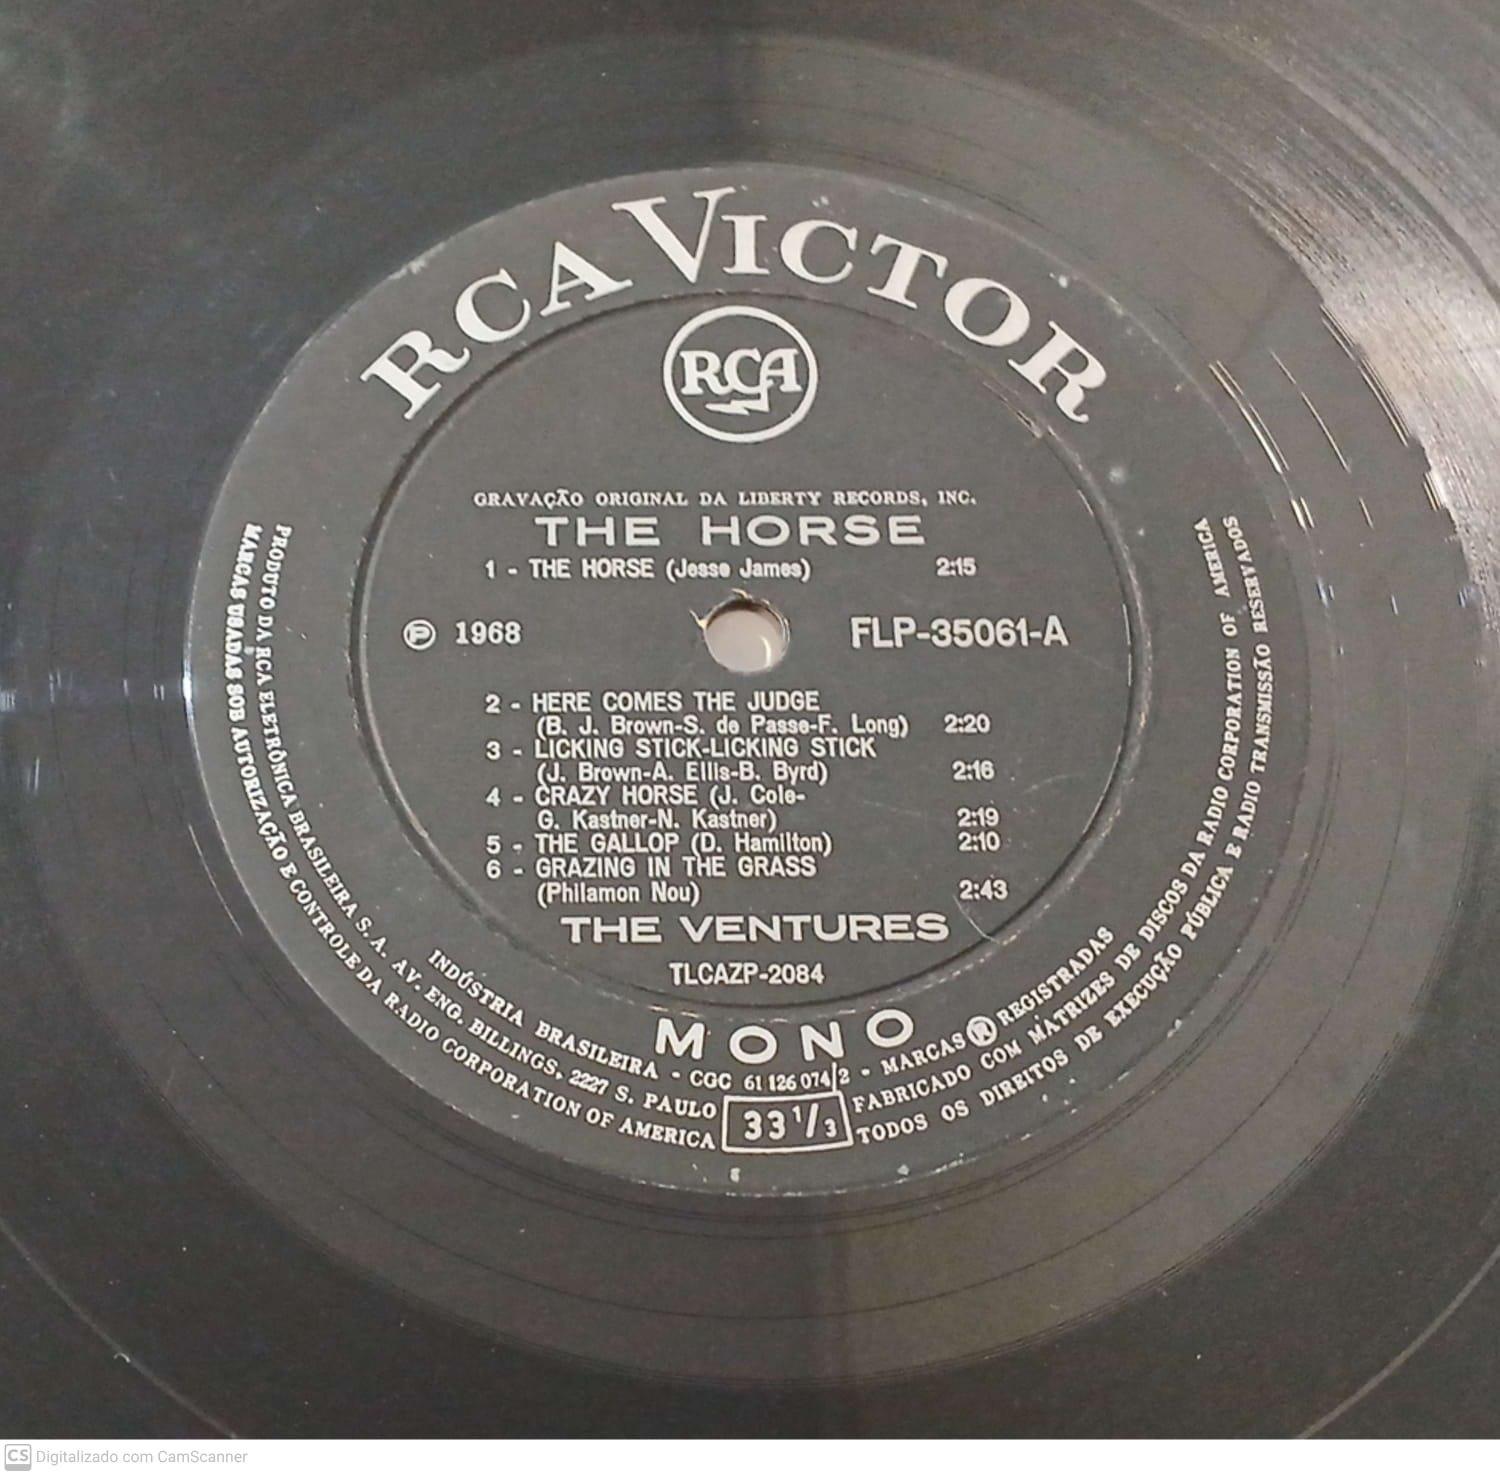 RCA VICTOR
RCA
GRAVAÇÃO ORIGINAL DA LIBERTY RECORDS, INC.
THE HORSE
1 - THE HORSE (Jesse James) 2:15
Ⓟ 1968 FLP-35061-A
2 - HERE COMES THE JUDGE
(B. J. Brown-S. de Passe-F. Long) 2:20
3 - LICKING STICK-LICKING STICK
(J. Brown-A. Ellis-B. Byrd) 2:16
4 - CRAZY HORSE (J. Cole-
G. Kastner-N. Kastner) 2:19
5 - THE GALLOP (D. Hamilton) 2:10
6 - GRAZING IN THE GRASS
(Philamon Nou) 2:43
THE VENTURES
TLCAZP-2084
MONO
INDÚSTRIA BRASILEIRA - CGC 61 126 074/2 - MARCAS ® REGISTRADAS
PRODUTO DA RCA ELETRÔNICA BRASILEIRA S. A. AV. ENG. BILLINGS, 2227 S. PAULO
FABRICADO COM MATRIZES DE DISCOS DA RADIO CORPORATION OF AMERICA
MARCAS USADAS SOB AUTORIZAÇÃO E CONTROLE DA RADIO CORPORATION OF AMERICA
33 1/3
TODOS OS DIREITOS DE EXECUÇÃO PÚBLICA E RADIO TRANSMISSÃO RESERVADOS
CS Digitalizado com CamScanner